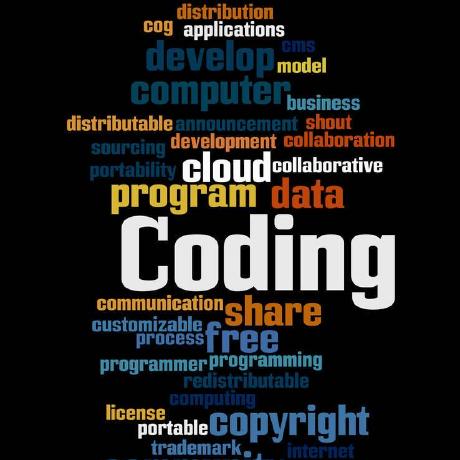 distribution
cog applications
cms
develop model
computer
business
distributable announcement shout
sourcing development collaboration
portability cloud collaborative
program data
Coding
communication share
customizable
process free
programmer programming
redistributable
computing
license
portable copyright
trademark internet